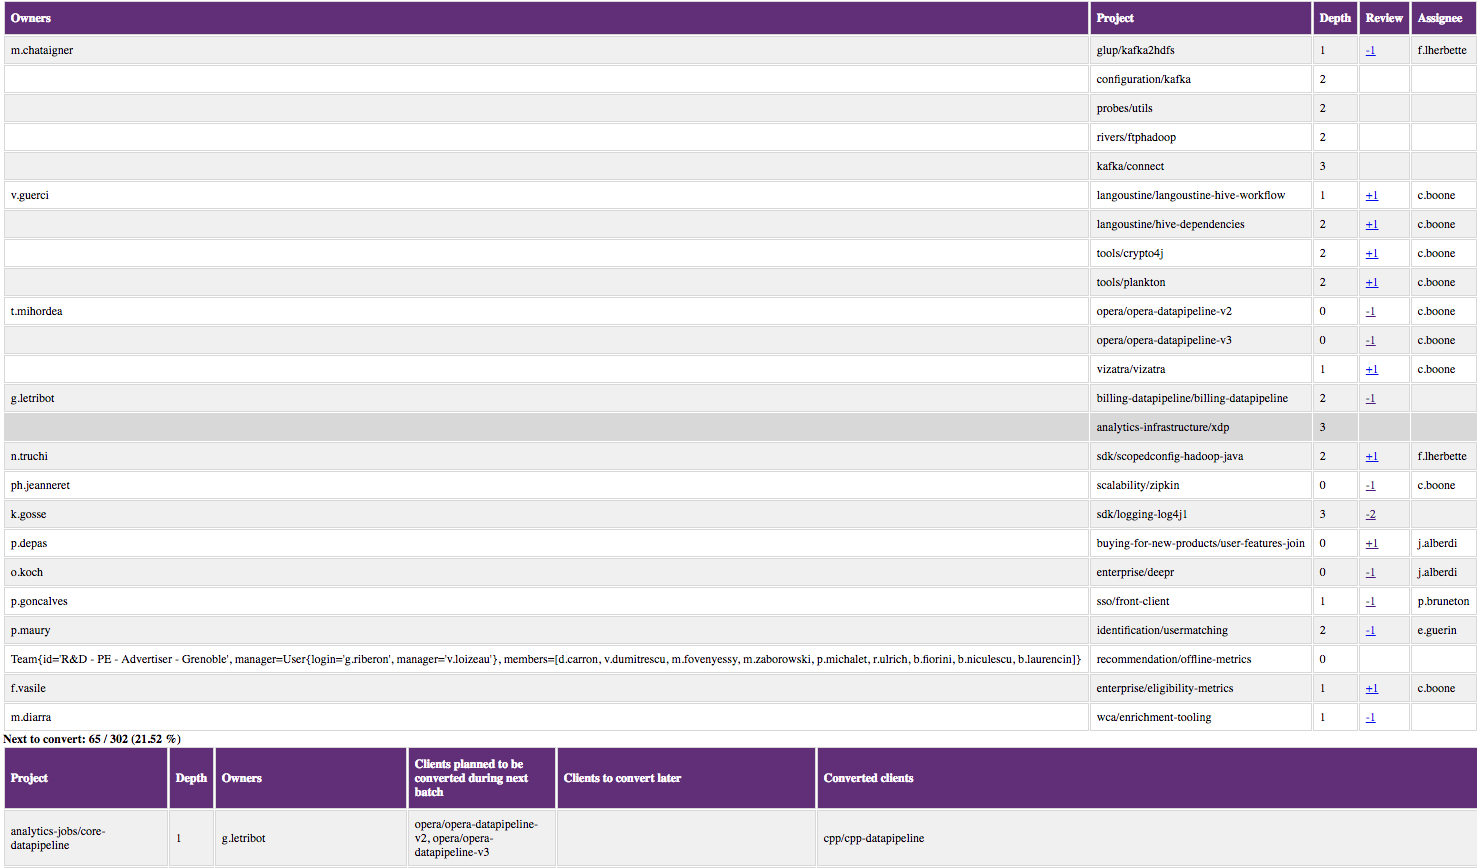 Owners Project Depth Review Assignee
m.chataigner glup/kafka2hdfs 1 -1 f.lherbette
configuration/kafka 2
probes/utils 2
rivers/ftphadoop 2
kafka/connect 3
v.guerci langoustine/langoustine-hive-workflow 1 +1 c.boone
langoustine/hive-dependencies 2 +1 c.boone
tools/crypto4j 2 +1 c.boone
tools/plankton 2 +1 c.boone
t.mihordea opera/opera-datapipeline-v2 0 -1 c.boone
opera/opera-datapipeline-v3 0 -1 c.boone
vizatra/vizatra 1 +1 c.boone
g.letribot billing-datapipeline/billing-datapipeline 2 -1
analytics-infrastructure/xdp 3
n.truchi sdk/scopedconfig-hadoop-java 2 +1 f.lherbette
ph.jeanneret scalability/zipkin 0 -1 c.boone
k.gosse sdk/logging-log4j1 3 -2
p.depas buying-for-new-products/user-features-join 0 +1 j.alberdi
o.koch enterprise/deepr 0 -1 j.alberdi
p.goncalves sso/front-client 1 -1 p.bruneton
p.maury identification/usermatching 2 -1 e.guerin
Team{id='R&D - PE - Advertiser - Grenoble', manager=User{login='g.riberon', manager='v.loizeau'}, members=[d.carron, v.dumitrescu, m.fovenyessy, m.zaborowski, p.michalet, r.ulrich, b.fiorini, b.niculescu, b.laurencin]} recommendation/offline-metrics 0
f.vasile enterprise/eligibility-metrics 1 +1 c.boone
m.diarra wca/enrichment-tooling 1 -1
Next to convert: 65 / 302 (21.52 %)
Project Depth Owners Clients planned to be converted during next batch Clients to convert later Converted clients
analytics-jobs/core-datapipeline 1 g.letribot opera/opera-datapipeline-v2, opera/opera-datapipeline-v3 cpp/cpp-datapipeline